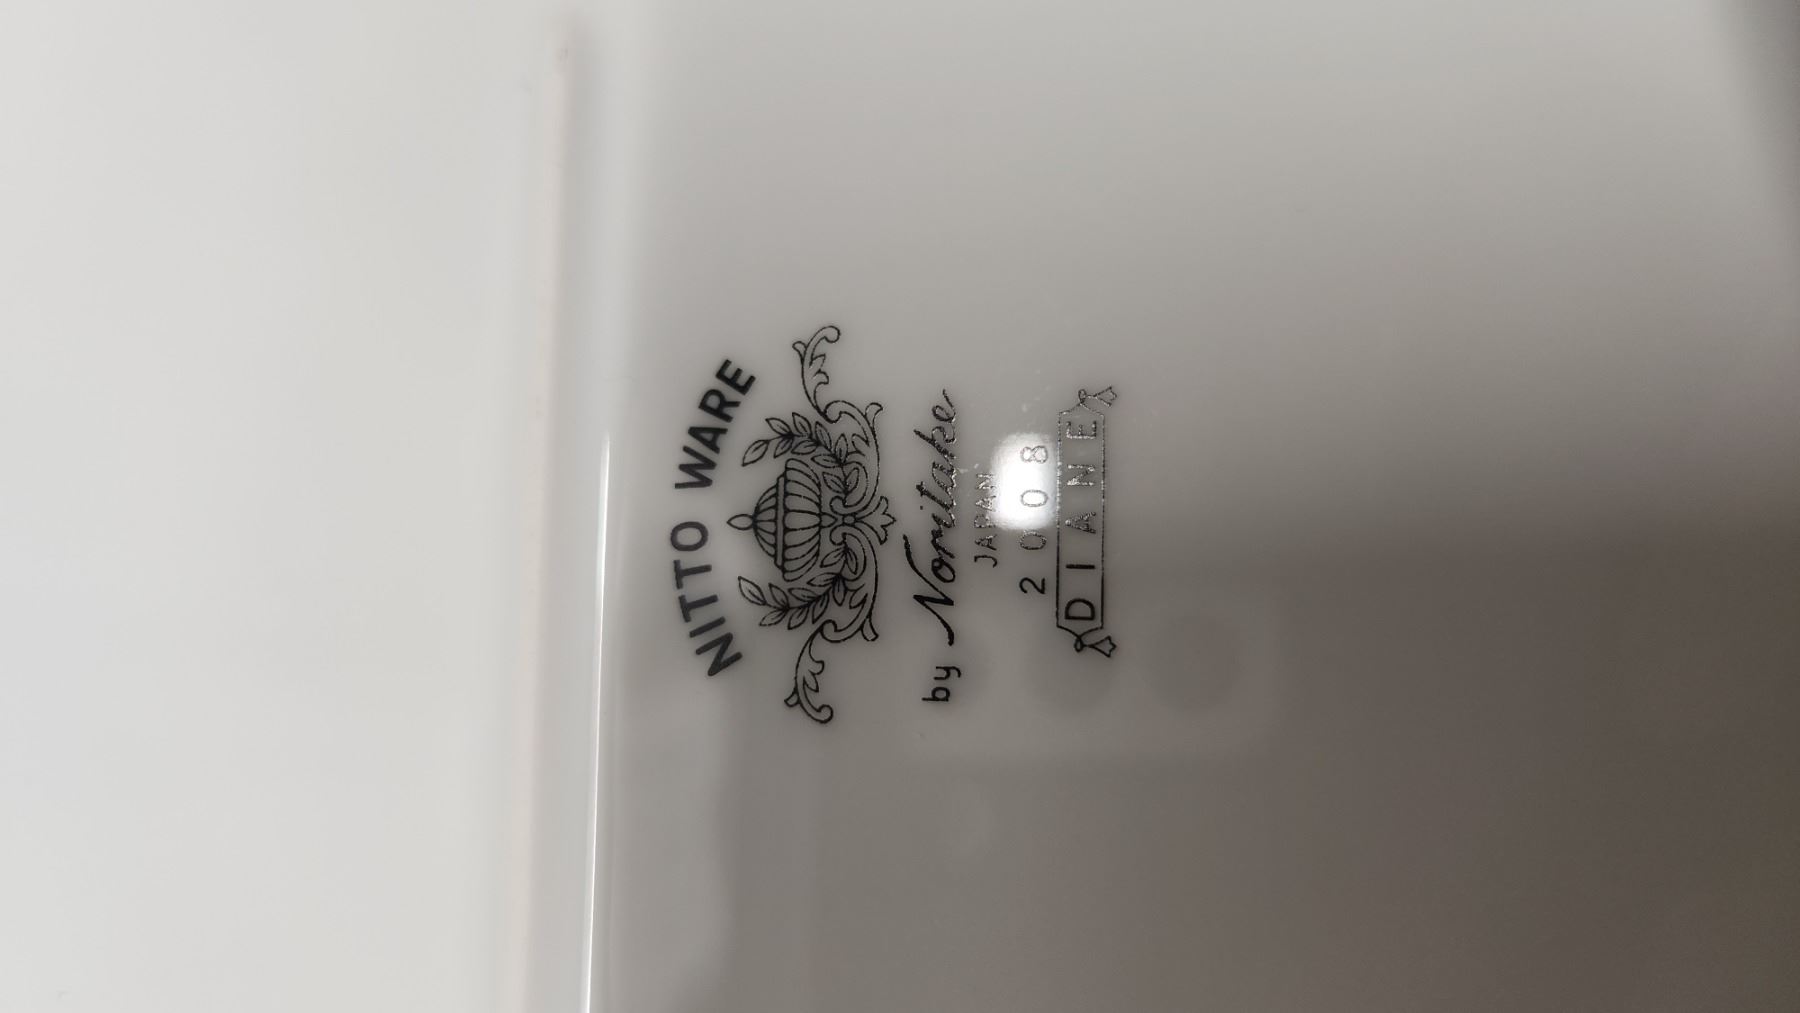 NITTO WARE
by Noritake
JAPAN
2008
DIANE